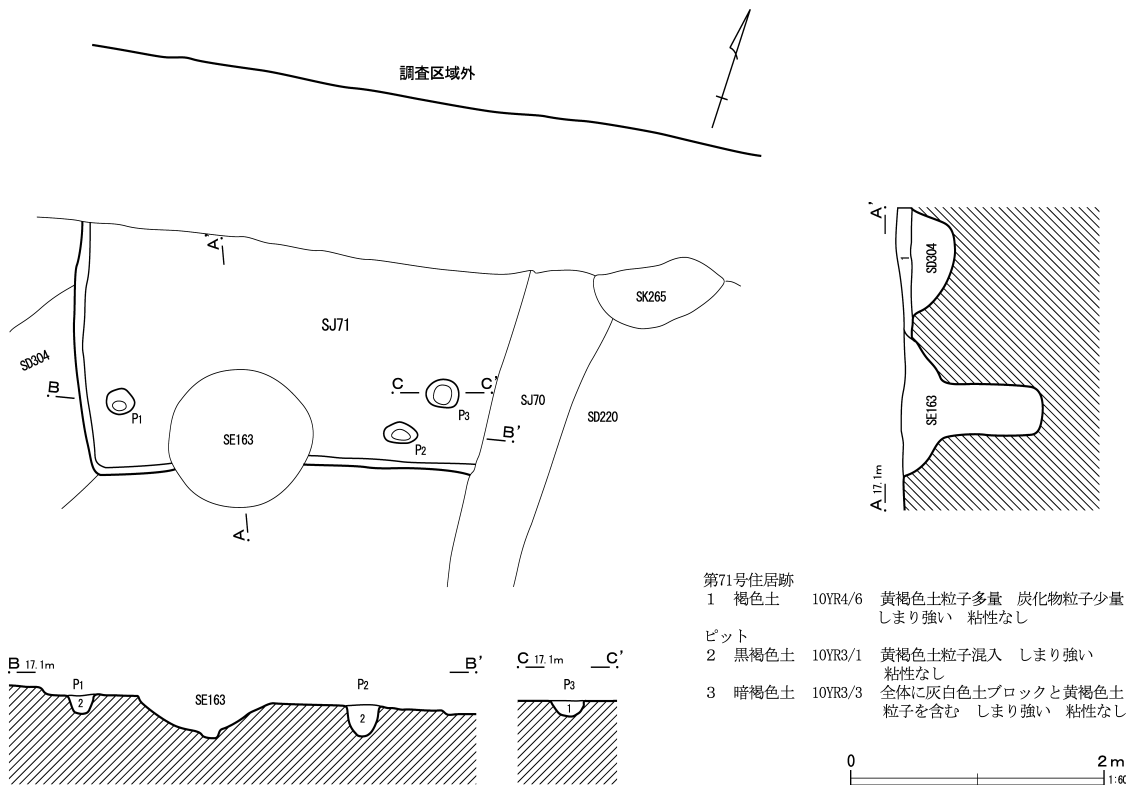 調査区域外
A'
SJ71
SK265
SD304
B
P1
C
C'
P3
SJ70
SD220
B'
P2
SE163
A
A'
1
SD304
SE163
A 17.1m
第71号住居跡
1 褐色土 10YR4/6 黄褐色土粒子多量 炭化物粒子少量
しまり強い 粘性なし
ピット
2 黒褐色土 10YR3/1 黄褐色土粒子混入 しまり強い
粘性なし
3 暗褐色土 10YR3/3 全体に灰白色土ブロックと黄褐色土
粒子を含む しまり強い 粘性なし
B 17.1m
B'
P1
2
SE163
P2
2
C 17.1m
C'
P3
1
0 2m
1:60